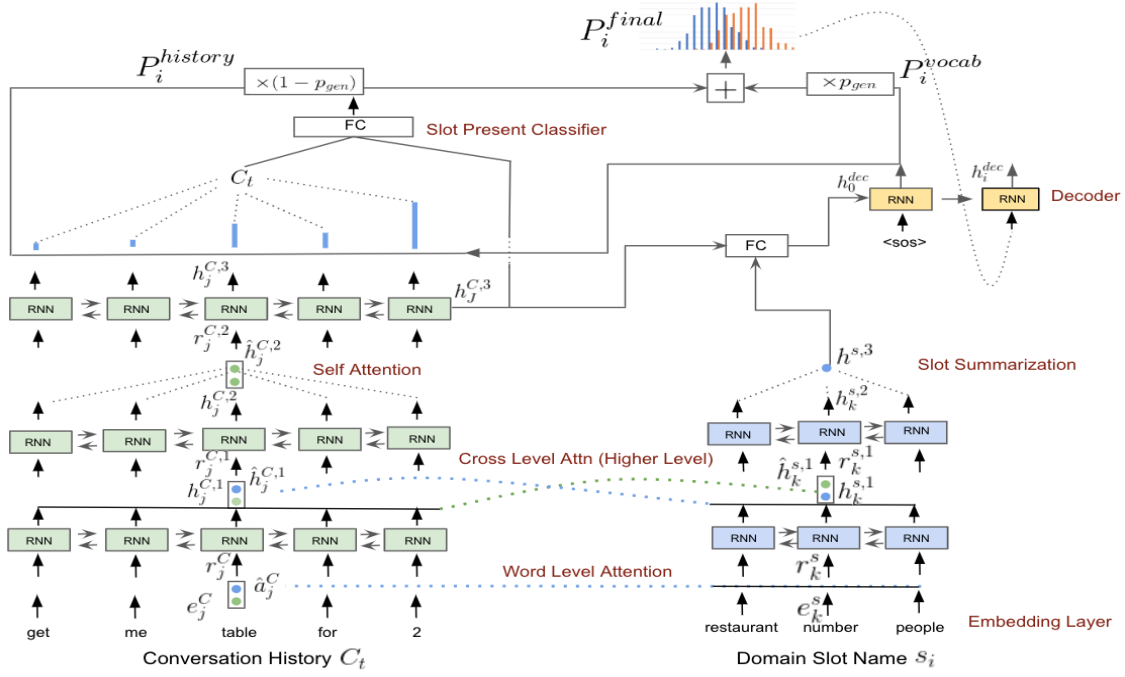 P_i^{final}
P_i^{history}
×(1 − p_{gen})
+
×p_{gen}
P_i^{vocab}
FC
Slot Present Classifier
C_t
h_0^{dec}
RNN
h_i^{dec}
RNN
Decoder
<sos>
FC
h_j^{C,3}
RNN RNN RNN RNN RNN
h_J^{C,3}
r_j^{C,2}
ĥ_j^{C,2}
Self Attention
h^{s,3}
Slot Summarization
h_j^{C,2}
h_k^{s,2}
RNN RNN RNN RNN RNN
RNN RNN RNN
r_j^{C,1}
Cross Level Attn (Higher Level)
ĥ_k^{s,1}
r_k^{s,1}
h_j^{C,1}
ĥ_j^{C,1}
h_k^{s,1}
RNN RNN RNN RNN RNN
RNN RNN RNN
r_j^C
Word Level Attention
r_k^s
â_j^C
e_j^C
e_k^s
Embedding Layer
get me table for 2
restaurant number people
Conversation History C_t
Domain Slot Name s_i